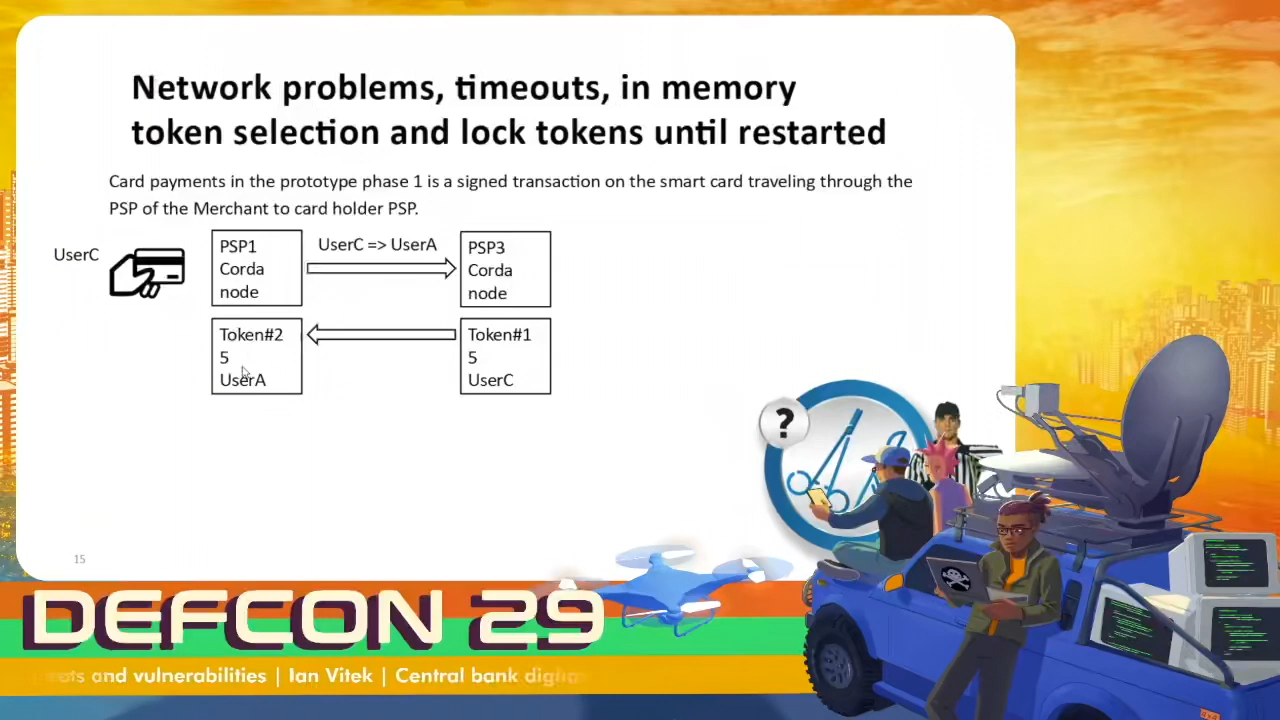 Network problems, timeouts, in memory
token selection and lock tokens until restarted
Card payments in the prototype phase 1 is a signed transaction on the smart card traveling through the
PSP of the Merchant to card holder PSP.
UserC
PSP1
Corda
node
UserC => UserA
PSP3
Corda
node
Token#2
5
UserA
Token#1
5
UserC
?
15
DEFCON 29
and vulnerabilities | Ian Vitek | Central bank